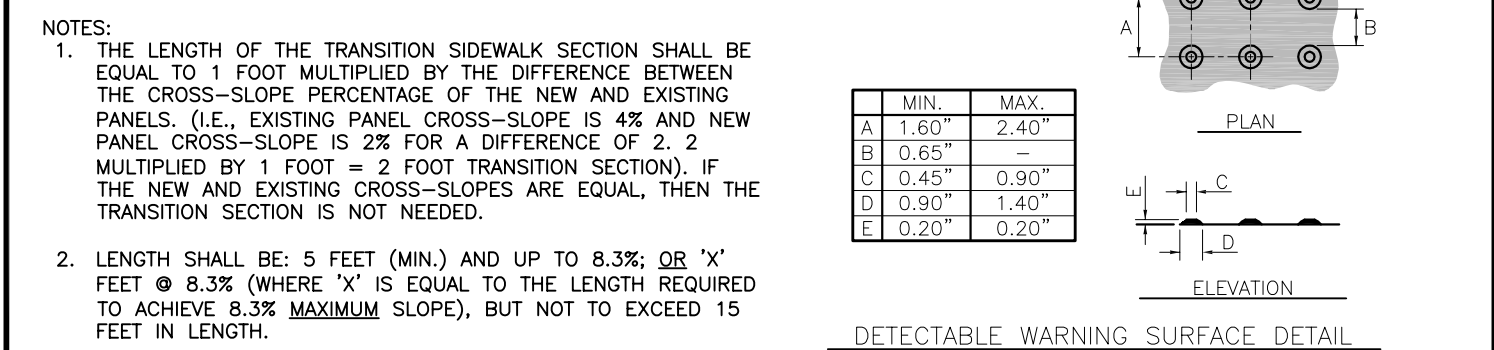 NOTES:
1. THE LENGTH OF THE TRANSITION SIDEWALK SECTION SHALL BE
EQUAL TO 1 FOOT MULTIPLIED BY THE DIFFERENCE BETWEEN
THE CROSS-SLOPE PERCENTAGE OF THE NEW AND EXISTING
PANELS. (I.E., EXISTING PANEL CROSS-SLOPE IS 4% AND NEW
PANEL CROSS-SLOPE IS 2% FOR A DIFFERENCE OF 2. 2
MULTIPLIED BY 1 FOOT = 2 FOOT TRANSITION SECTION). IF
THE NEW AND EXISTING CROSS-SLOPES ARE EQUAL, THEN THE
TRANSITION SECTION IS NOT NEEDED.
2. LENGTH SHALL BE: 5 FEET (MIN.) AND UP TO 8.3%; OR 'X'
FEET @ 8.3% (WHERE 'X' IS EQUAL TO THE LENGTH REQUIRED
TO ACHIEVE 8.3% MAXIMUM SLOPE), BUT NOT TO EXCEED 15
FEET IN LENGTH.
MIN. MAX.
A 1.60" 2.40"
B 0.65" –
C 0.45" 0.90"
D 0.90" 1.40"
E 0.20" 0.20"
A
B
PLAN
E
C
D
ELEVATION
DETECTABLE WARNING SURFACE DETAIL